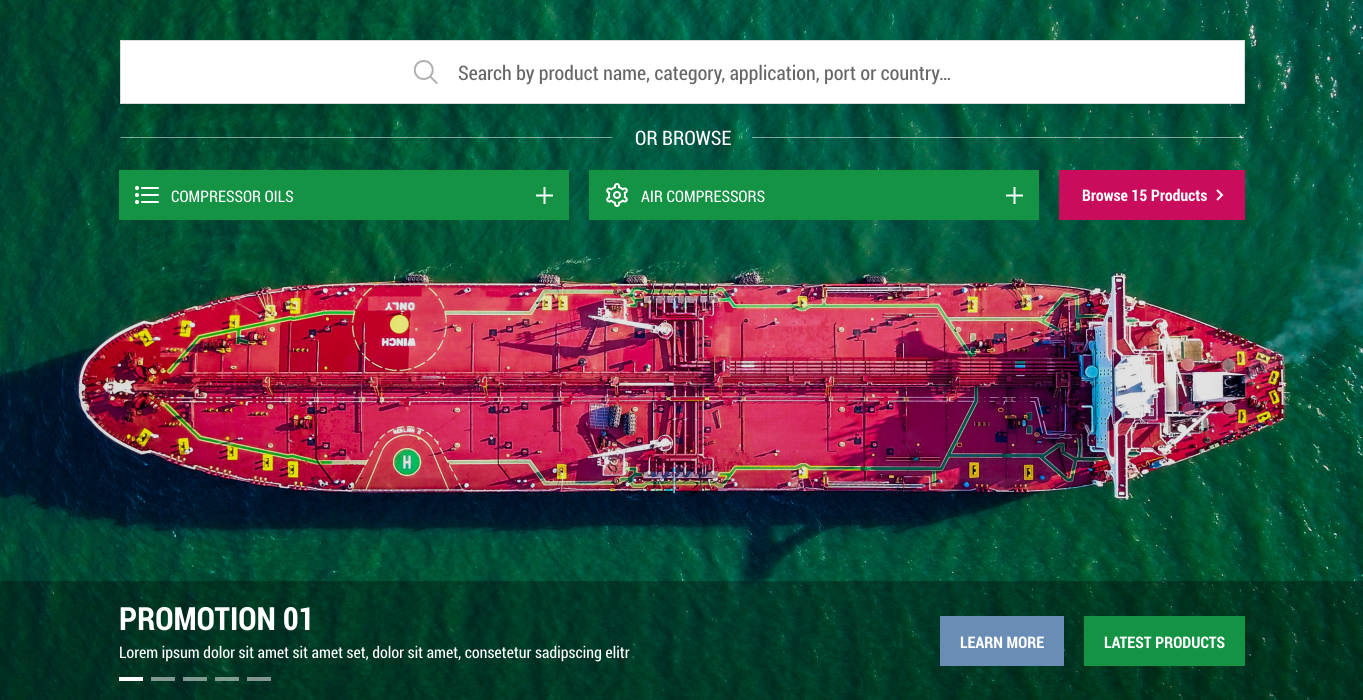 Search by product name, category, application, port or country...
OR BROWSE
COMPRESSOR OILS
AIR COMPRESSORS
Browse 15 Products
ONLY
WINCH
H
PROMOTION 01
Lorem ipsum dolor sit amet sit amet set, dolor sit amet, consetetur sadipscing elitr
LEARN MORE
LATEST PRODUCTS